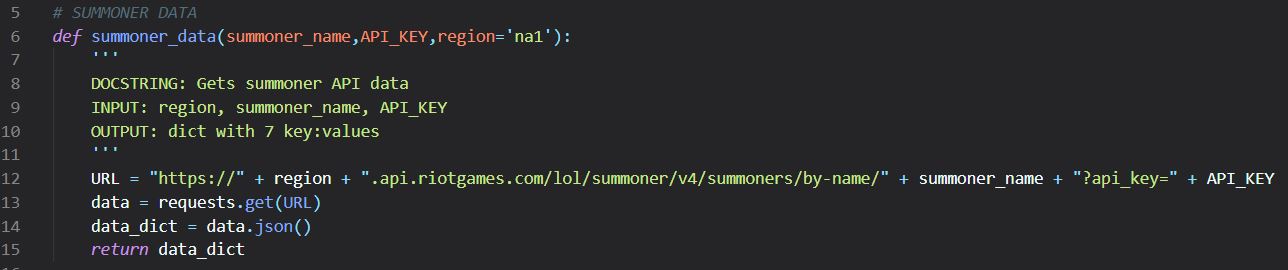 5 # SUMMONER DATA
6 def summoner_data(summoner_name,API_KEY,region='na1'):
7 '''
8 DOCSTRING: Gets summoner API data
9 INPUT: region, summoner_name, API_KEY
10 OUTPUT: dict with 7 key:values
11 '''
12 URL = "https://" + region + ".api.riotgames.com/lol/summoner/v4/summoners/by-name/" + summoner_name + "?api_key=" + API_KEY
13 data = requests.get(URL)
14 data_dict = data.json()
15 return data_dict